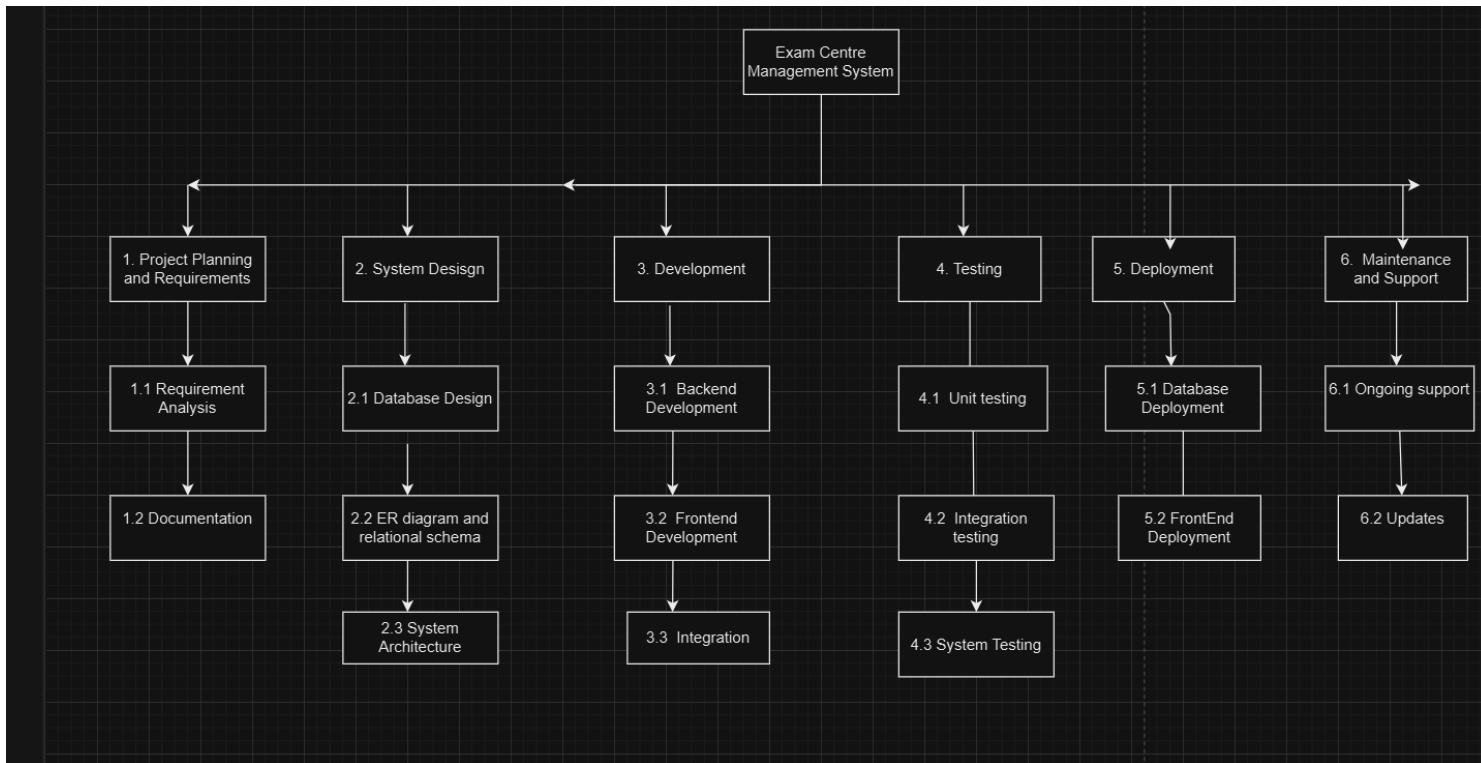 Exam Centre
Management System
1. Project Planning
and Requirements
2. System Desisgn
3. Development
4. Testing
5. Deployment
6. Maintenance
and Support
1.1 Requirement
Analysis
2.1 Database Design
3.1 Backend
Development
4.1 Unit testing
5.1 Database
Deployment
6.1 Ongoing support
1.2 Documentation
2.2 ER diagram and
relational schema
3.2 Frontend
Development
4.2 Integration
testing
5.2 FrontEnd
Deployment
6.2 Updates
2.3 System
Architecture
3.3 Integration
4.3 System Testing